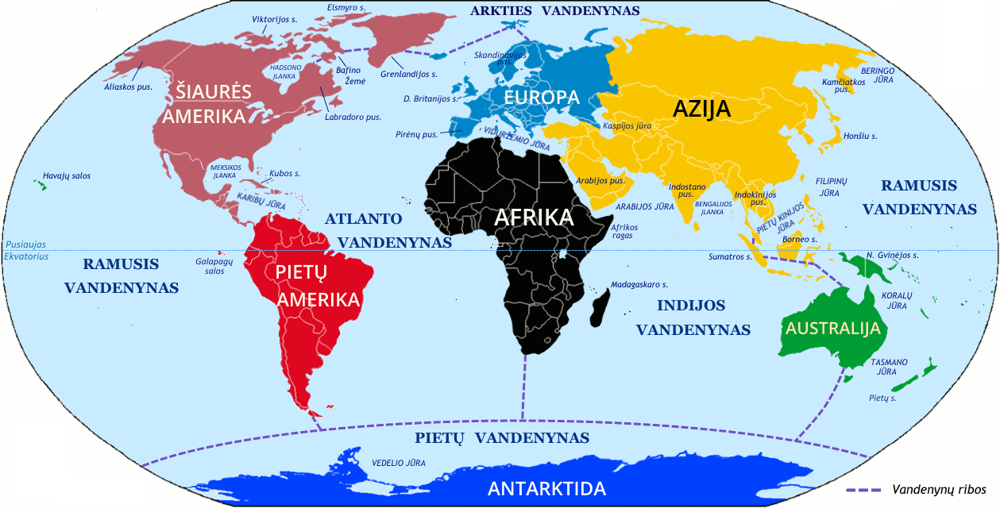 ARKTIES VANDENYNAS
Elsmyro s.
Viktorijos s.
HADSONO
ĮLANKA
Bafino
Žemė
Grenlandijos s.
Aliaskos pus.
ŠIAURĖS
AMERIKA
Labradoro pus.
Skandinavijos
pus.
D. Britanijos s.
EUROPA
Pirėnų pus.
VIDURŽEMIO JŪRA
AZIJA
Kaspijos jūra
BERINGO
JŪRA
Kamčiatkos
pus.
Honšiu s.
Havajų salos
MEKSIKOS
ĮLANKA
Kubos s.
KARIBŲ JŪRA
ATLANTO
VANDENYNAS
AFRIKA
Arabijos pus.
ARABIJOS JŪRA
Afrikos
ragas
Indostano
pus.
BENGALIJOS
ĮLANKA
Indokinijos
pus.
PIETŲ KINIJOS
JŪRA
FILIPINŲ
JŪRA
RAMUSIS
VANDENYNAS
Borneo s.
Sumatros s.
N. Gvinėjos s.
Pusiaujas
Ekvatorius
RAMUSIS
VANDENYNAS
Galapagų
salos
PIETŲ
AMERIKA
Madagaskaro s.
INDIJOS
VANDENYNAS
KORALŲ
JŪRA
AUSTRALIJA
TASMANO
JŪRA
Pietų s.
PIETŲ VANDENYNAS
VEDELIO JŪRA
ANTARKTIDA
Vandenynų ribos